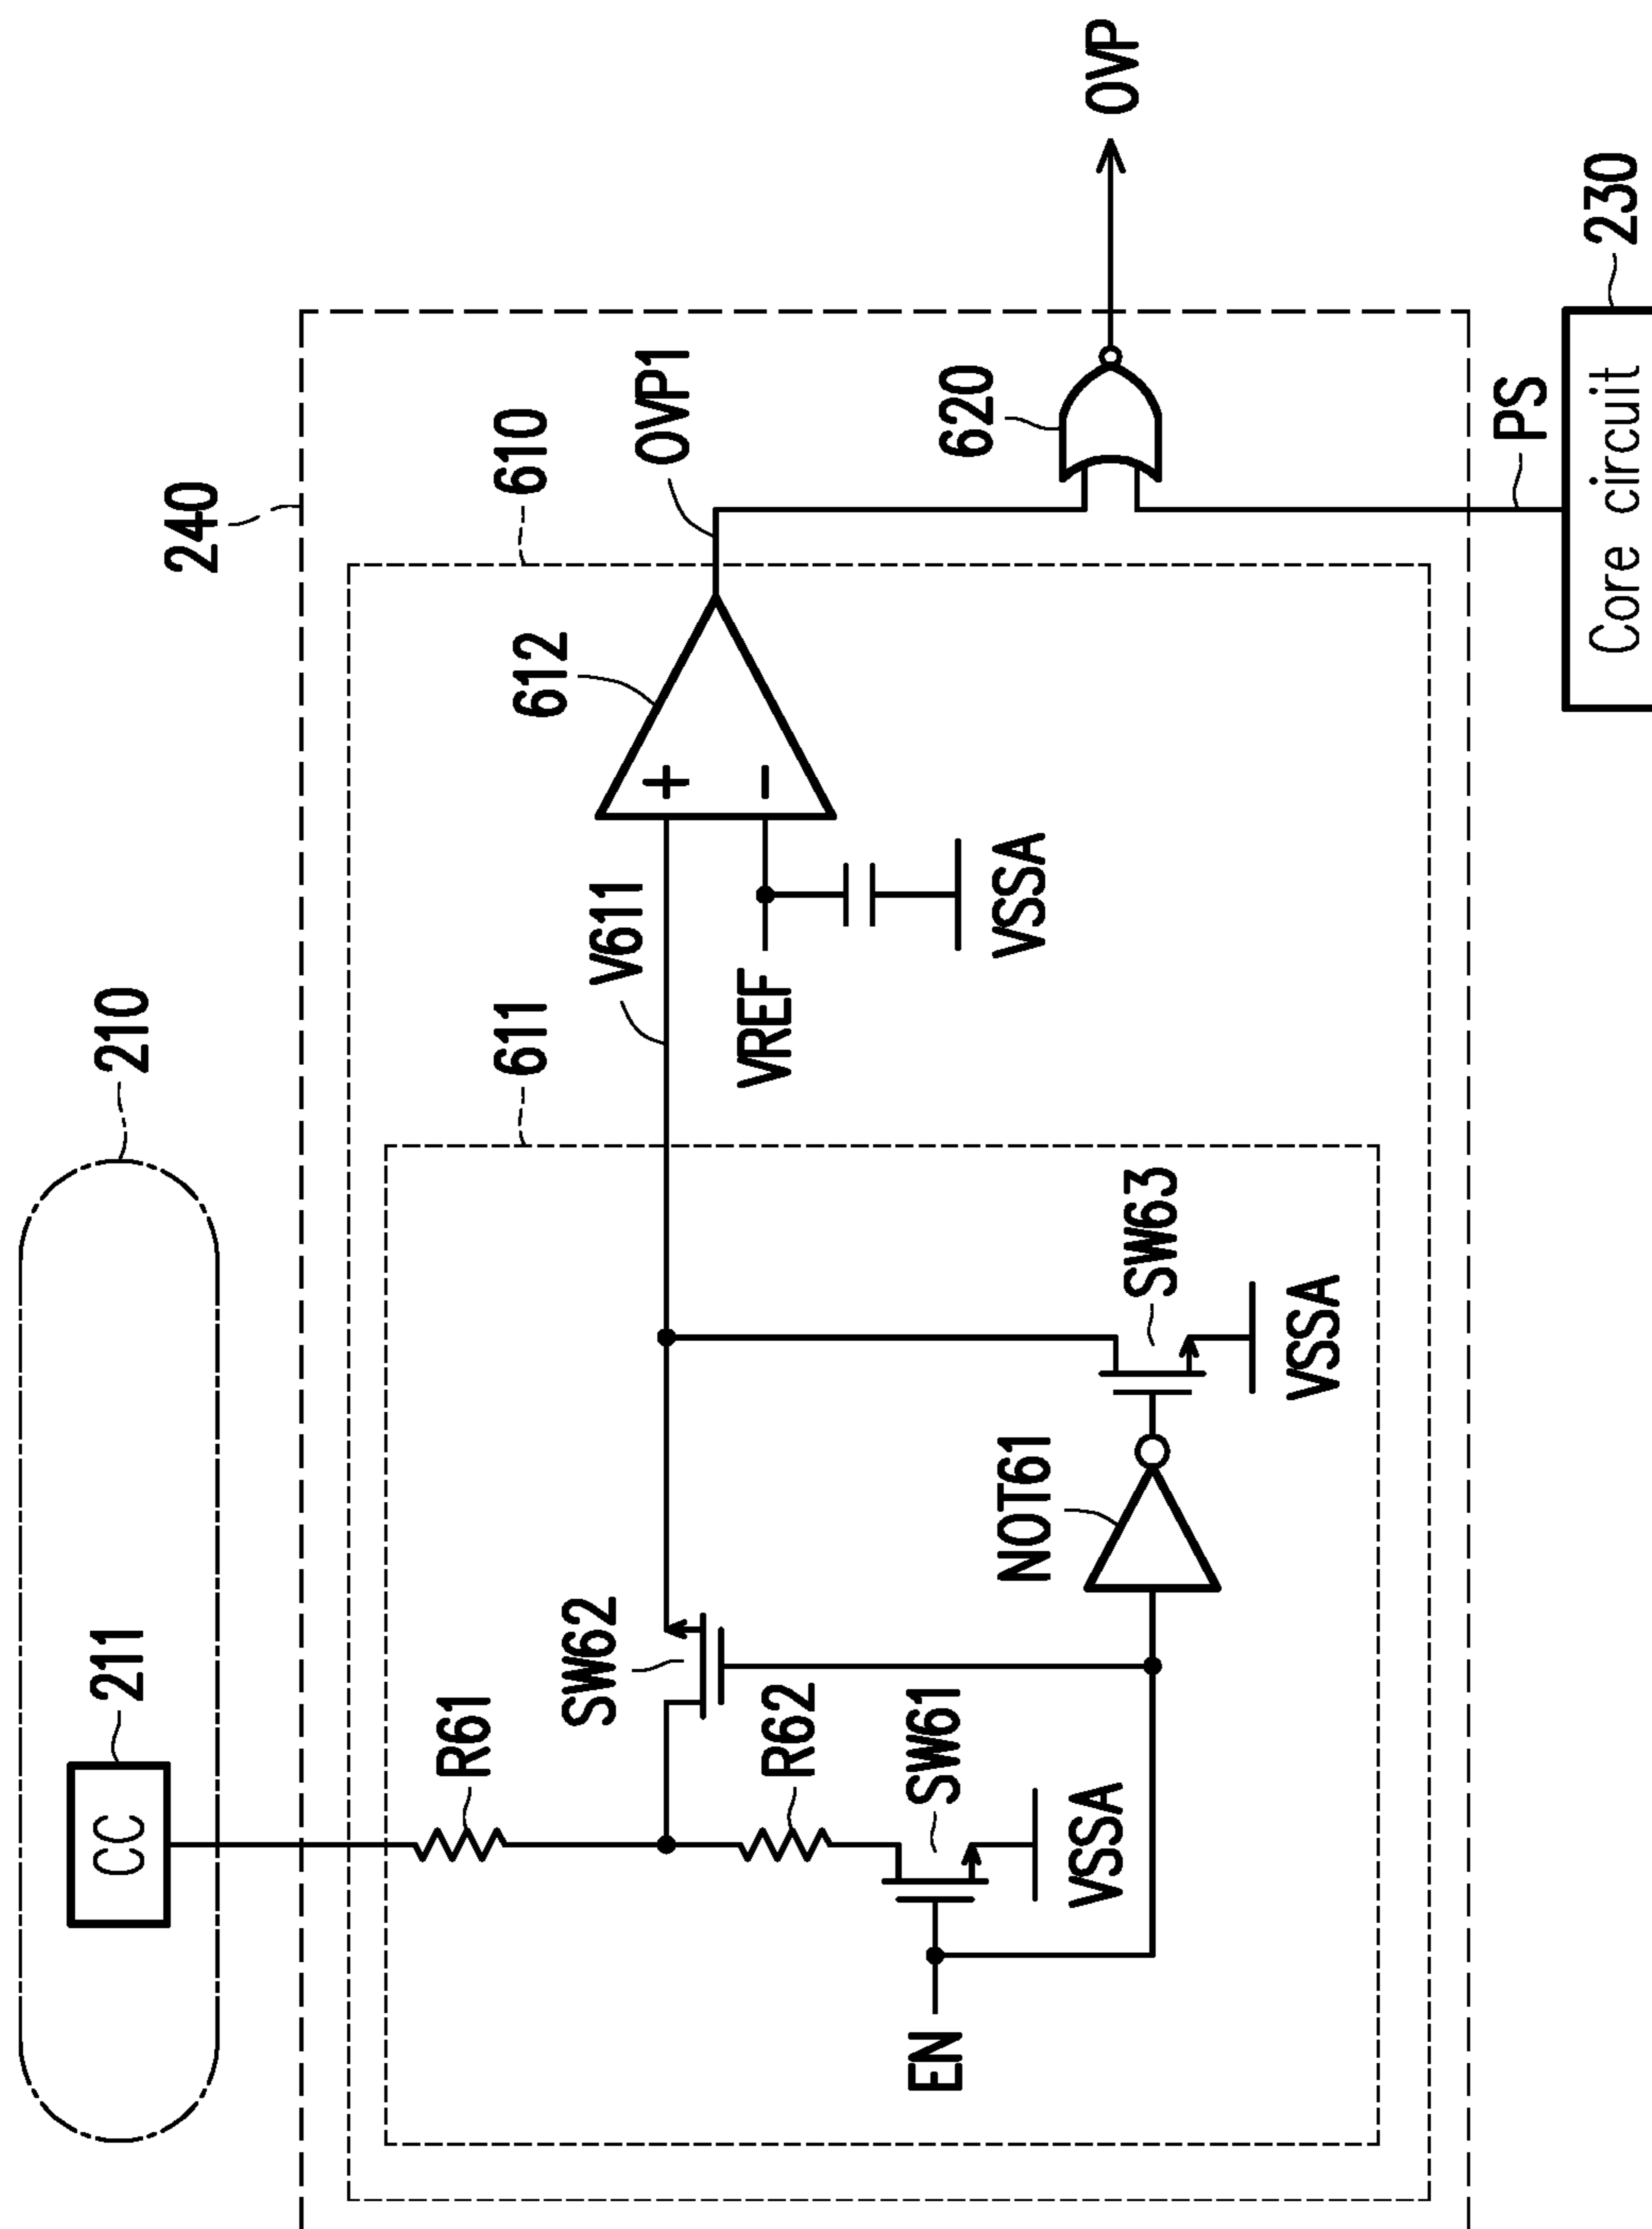 210
211
CC
240
610
611
R61
SW62
V611
612
OVP1
R62
VREF
SW61
620
NOT61
VSSA
OVP
EN
VSSA
SW63
VSSA
PS
230
Core circuit